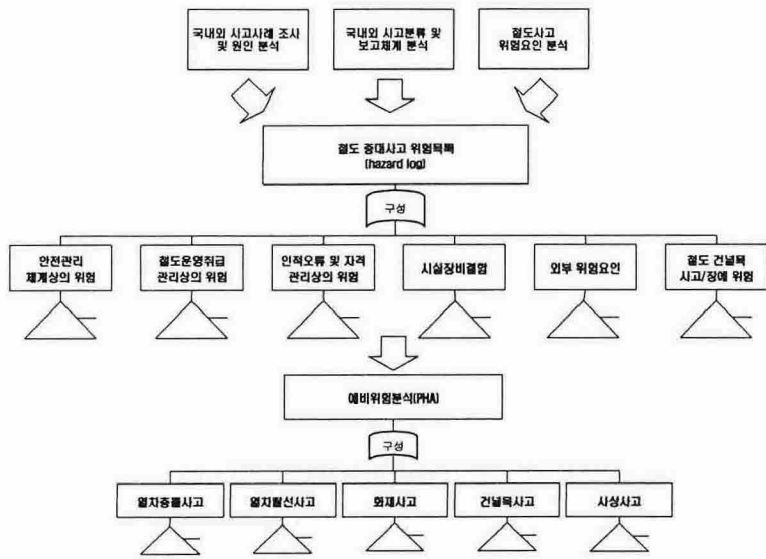 국내외 사고사례 조사
및 원인 분석
국내외 사고분류 및
보고체계 분석
철도사고
위험요인 분석
철도 중대사고 위험목록
(hazard log)
구성
안전관리
체계상의 위험
철도운영취급
관리상의 위험
인적오류 및 자격
관리상의 위험
시설장비결함
외부 위험요인
철도 건널목
사고/장애 위험
예비위험분석(PHA)
구성
열차충돌사고
열차탈선사고
화재사고
건널목사고
사상사고